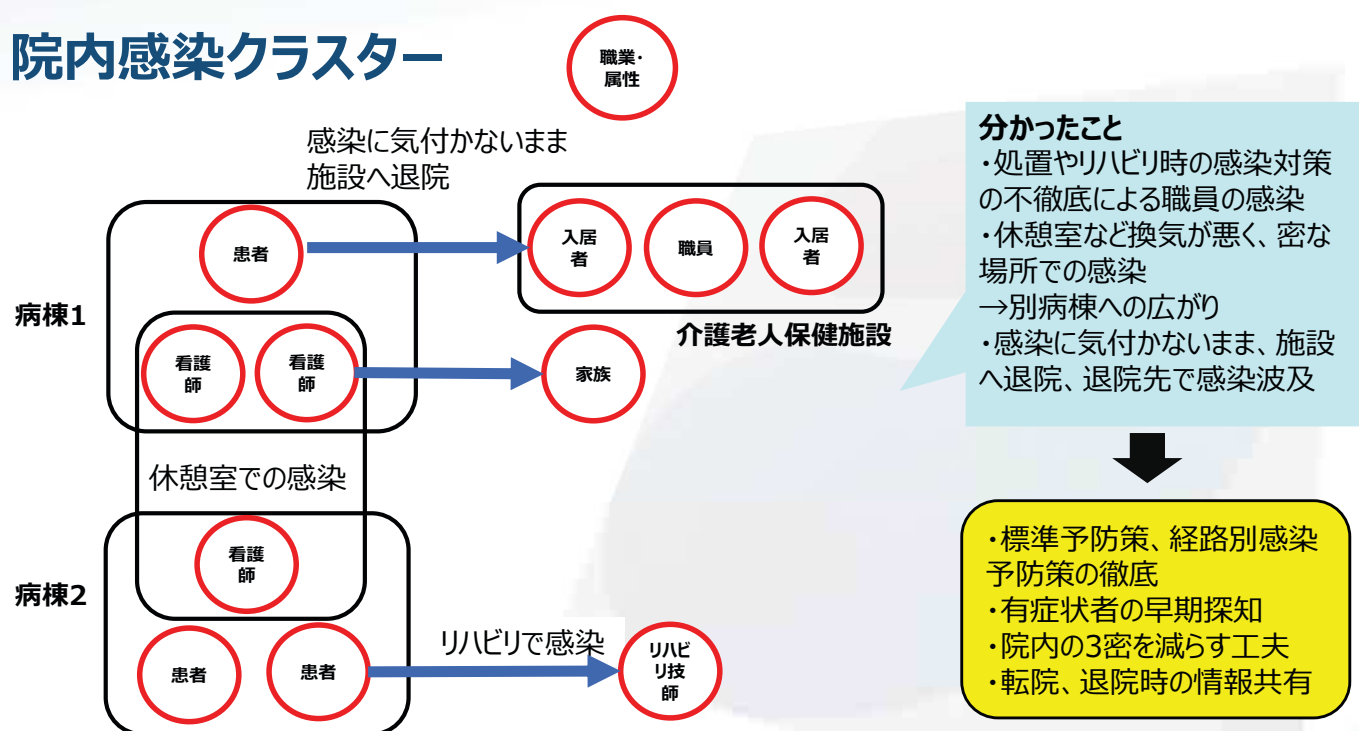 院内感染クラスター
職業・
属性
感染に気付かないまま
施設へ退院
病棟1
患者
入居
者
職員
入居
者
介護老人保健施設
看護
師
看護
師
家族
休憩室での感染
病棟2
看護
師
患者
患者
リハビリで感染
リハビ
リ技
師
分かったこと
・処置やリハビリ時の感染対策
の不徹底による職員の感染
・休憩室など換気が悪く、密な
場所での感染
→別病棟への広がり
・感染に気付かないまま、施設
へ退院、退院先で感染波及
・標準予防策、経路別感染
予防策の徹底
・有症状者の早期探知
・院内の3密を減らす工夫
・転院、退院時の情報共有